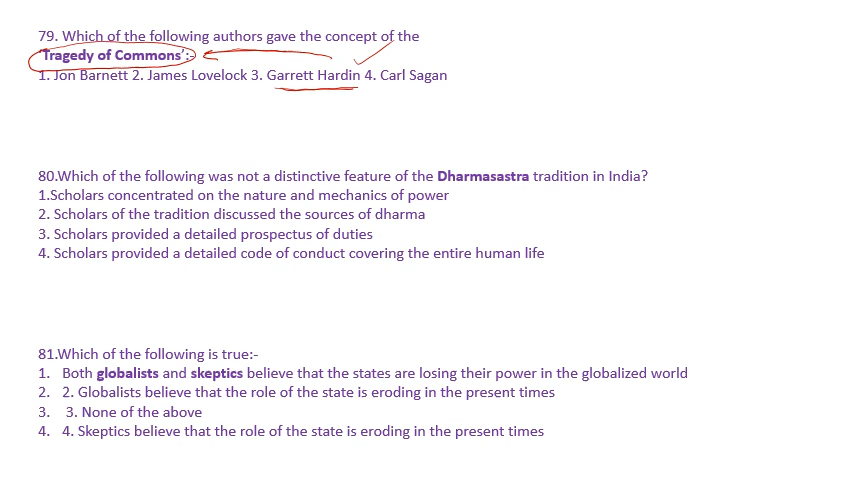 79. Which of the following authors gave the concept of the
‘Tragedy of Commons’:-
1. Jon Barnett 2. James Lovelock 3. Garrett Hardin 4. Carl Sagan
80.Which of the following was not a distinctive feature of the Dharmasastra tradition in India?
1.Scholars concentrated on the nature and mechanics of power
2. Scholars of the tradition discussed the sources of dharma
3. Scholars provided a detailed prospectus of duties
4. Scholars provided a detailed code of conduct covering the entire human life
81.Which of the following is true:-
1. Both globalists and skeptics believe that the states are losing their power in the globalized world
2. 2. Globalists believe that the role of the state is eroding in the present times
3. 3. None of the above
4. 4. Skeptics believe that the role of the state is eroding in the present times